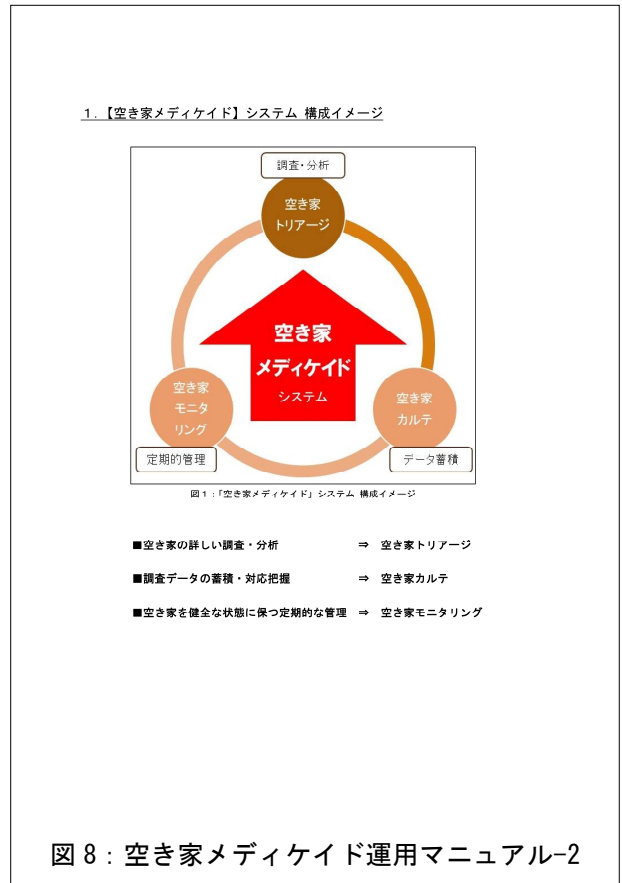 1.【空き家メディケイド】システム 構成イメージ
調査・分析
空き家
トリアージ
空き家
メディケイド
システム
空き家
モニタ
リング
空き家
カルテ
定期的管理
データ蓄積
図1:「空き家メディケイド」システム 構成イメージ
■空き家の詳しい調査・分析 ⇒ 空き家トリアージ
■調査データの蓄積・対応把握 ⇒ 空き家カルテ
■空き家を健全な状態に保つ定期的な管理 ⇒ 空き家モニタリング
図8:空き家メディケイド運用マニュアル-2